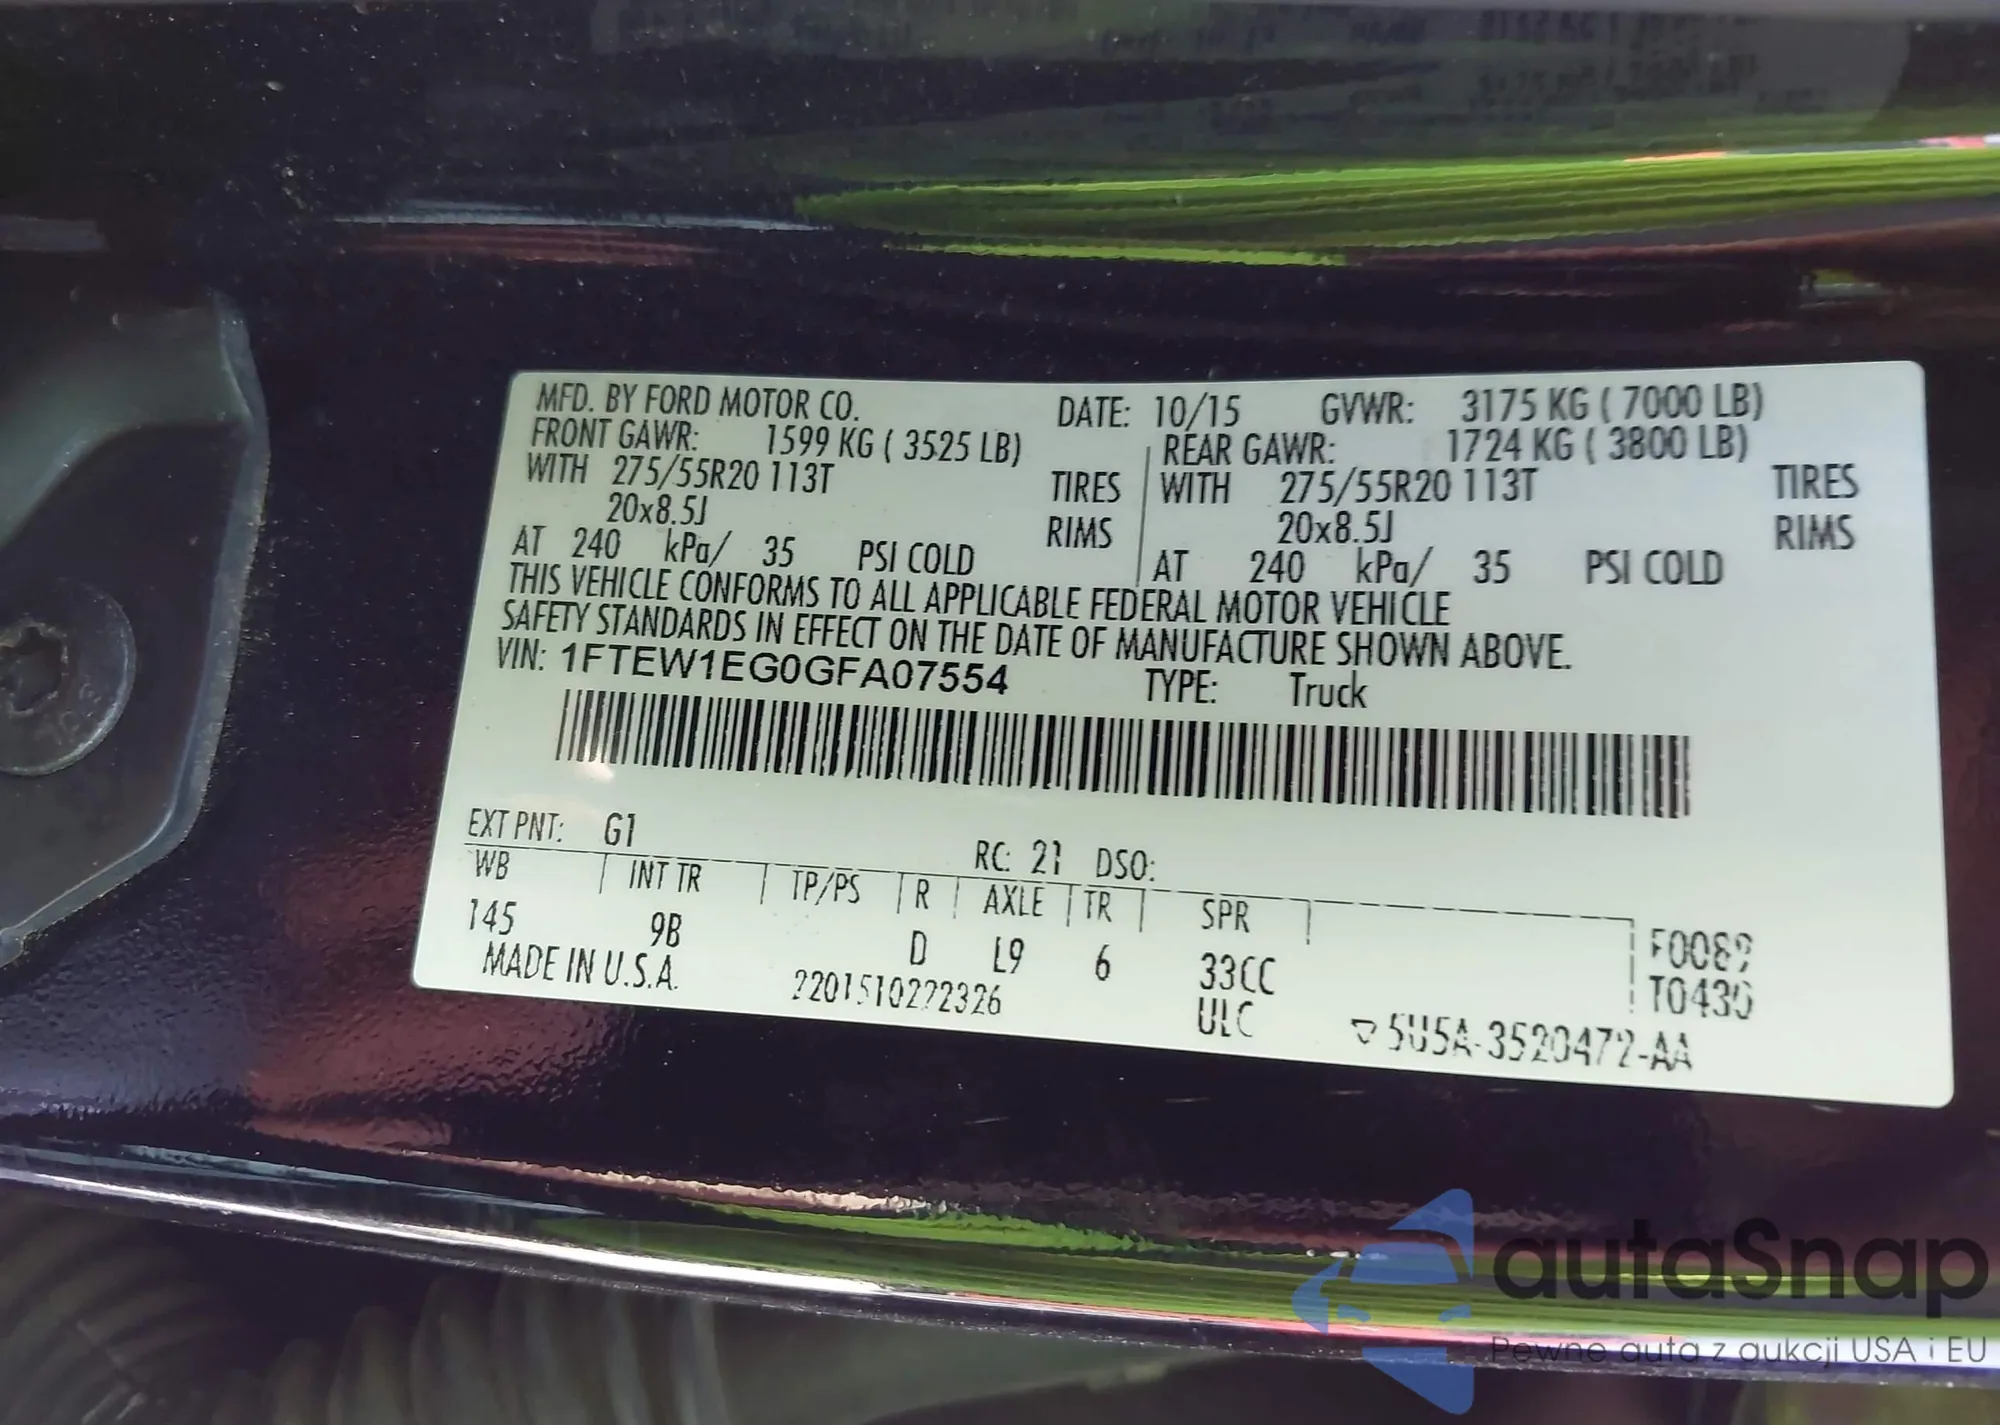 MFD. BY FORD MOTOR CO. DATE: 10/15 GVWR: 3175 KG ( 7000 LB)
FRONT GAWR: 1599 KG ( 3525 LB) REAR GAWR: 1724 KG ( 3800 LB)
WITH 275/55R20 113T TIRES WITH 275/55R20 113T TIRES
20x8.5J RIMS 20x8.5J RIMS
AT 240 kPa/ 35 PSI COLD AT 240 kPa/ 35 PSI COLD
THIS VEHICLE CONFORMS TO ALL APPLICABLE FEDERAL MOTOR VEHICLE
SAFETY STANDARDS IN EFFECT ON THE DATE OF MANUFACTURE SHOWN ABOVE.
VIN: 1FTEW1EG0GFA07554 TYPE: Truck
EXT PNT: G1 RC: 21 DSO:
WB INT TR TP/PS R AXLE TR SPR
145 9B D L9 6 33CC F0089
MADE IN U.S.A. 2201510222326 ULC T0430
5U5A-3520472-AA
autaSnap
Pewne auta z aukcji USA i EU